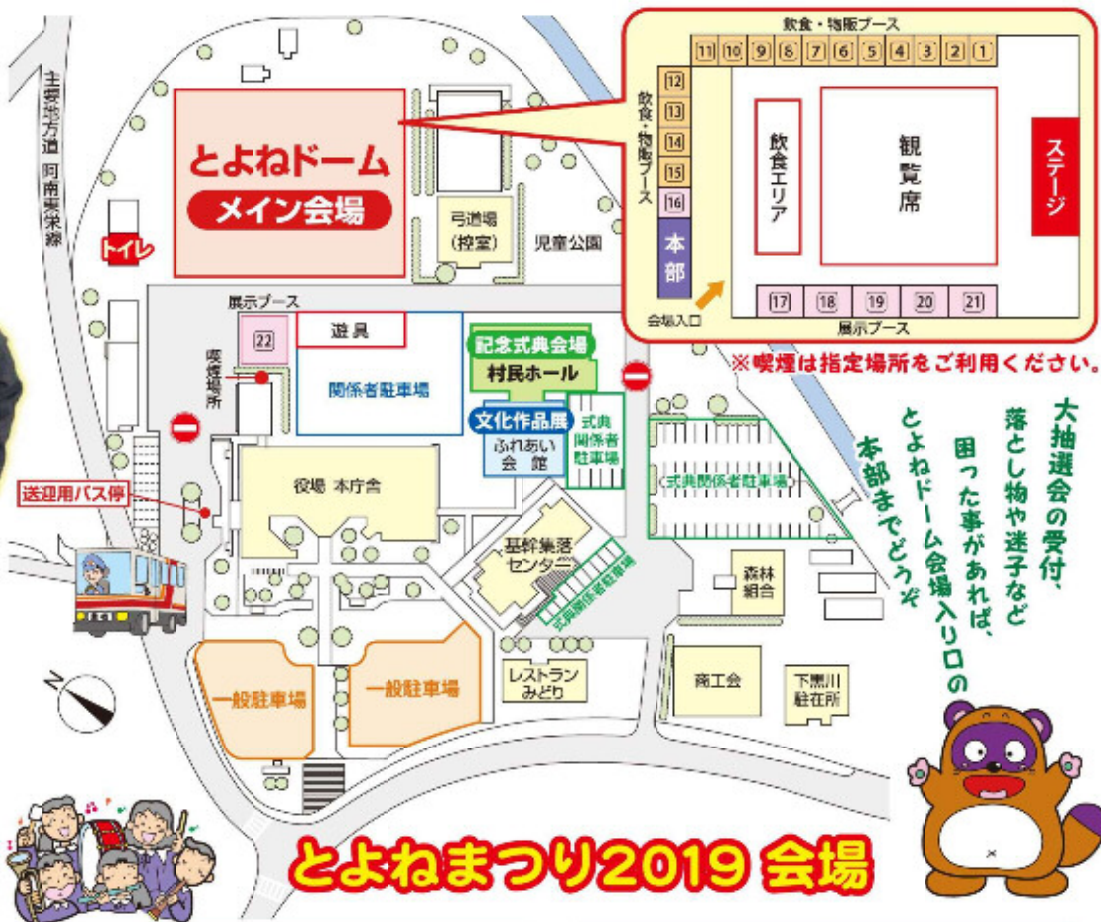 主要地方道 阿南東栄線
とよねドーム
メイン会場
トイレ
弓道場
(控室)
児童公園
飲食・物販ブース
11 10 9 8 7 6 5 4 3 2 1
飲食・物販ブース
12
13
14
15
16
本部
会場入口
飲食エリア
観覧席
ステージ
17 18 19 20 21
展示ブース
※喫煙は指定場所をご利用ください。
展示ブース
22
遊具
喫煙場所
関係者駐車場
記念式典会場
村民ホール
文化作品展
ふれあい
会館
式典
関係者
駐車場
式典関係者駐車場
送迎用バス停
役場 本庁舎
基幹集落
センター
式典関係者駐車場
森林
組合
大抽選会の受付、
落とし物や迷子など
困った事があれば、
とよねドーム会場入り口の
本部までどうぞ
N
一般駐車場
一般駐車場
レストラン
みどり
商工会
下黒川
駐在所
とよねまつり2019 会場